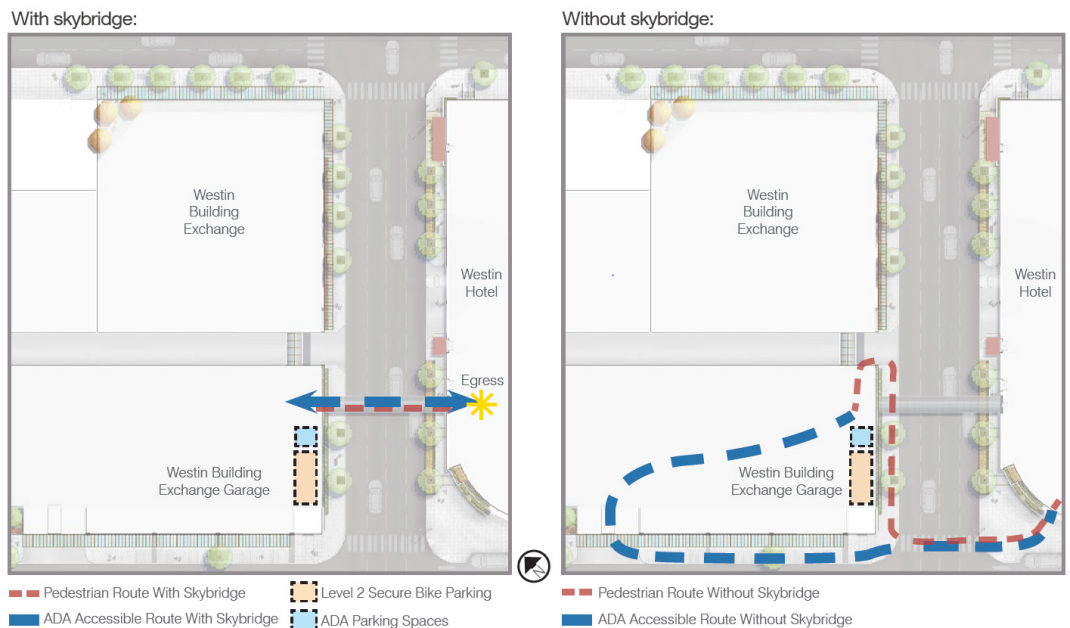 With skybridge:
Westin
Building
Exchange
Westin
Hotel
Egress
Westin Building
Exchange Garage
Pedestrian Route With Skybridge
ADA Accessible Route With Skybridge
Level 2 Secure Bike Parking
ADA Parking Spaces
N
Without skybridge:
Westin
Building
Exchange
Westin
Hotel
Westin Building
Exchange Garage
Pedestrian Route Without Skybridge
ADA Accessible Route Without Skybridge